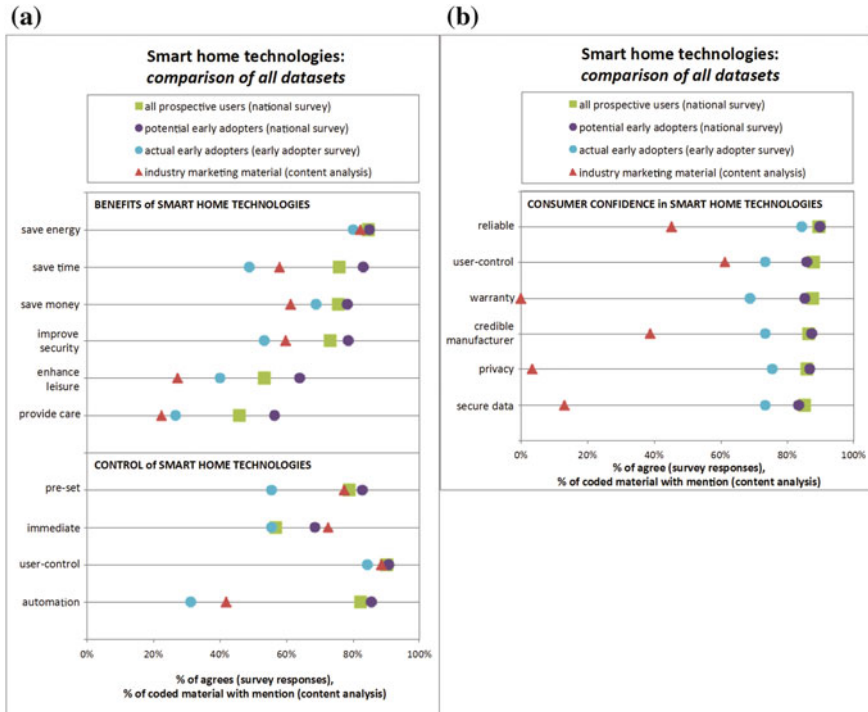 (a)
Smart home technologies:
comparison of all datasets
all prospective users (national survey)
potential early adopters (national survey)
actual early adopters (early adopter survey)
industry marketing material (content analysis)
BENEFITS of SMART HOME TECHNOLOGIES
save energy
save time
save money
improve
security
enhance
leisure
provide care
CONTROL of SMART HOME TECHNOLOGIES
pre-set
immediate
user-control
automation
0% 20% 40% 60% 80% 100%
% of agrees (survey responses),
% of coded material with mention (content analysis)
(b)
Smart home technologies:
comparison of all datasets
all prospective users (national survey)
potential early adopters (national survey)
actual early adopters (early adopter survey)
industry marketing material (content analysis)
CONSUMER CONFIDENCE in SMART HOME TECHNOLOGIES
reliable
user-control
warranty
credible
manufacturer
privacy
secure data
0% 20% 40% 60% 80% 100%
% of agree (survey responses),
% of coded material with mention (content analysis)